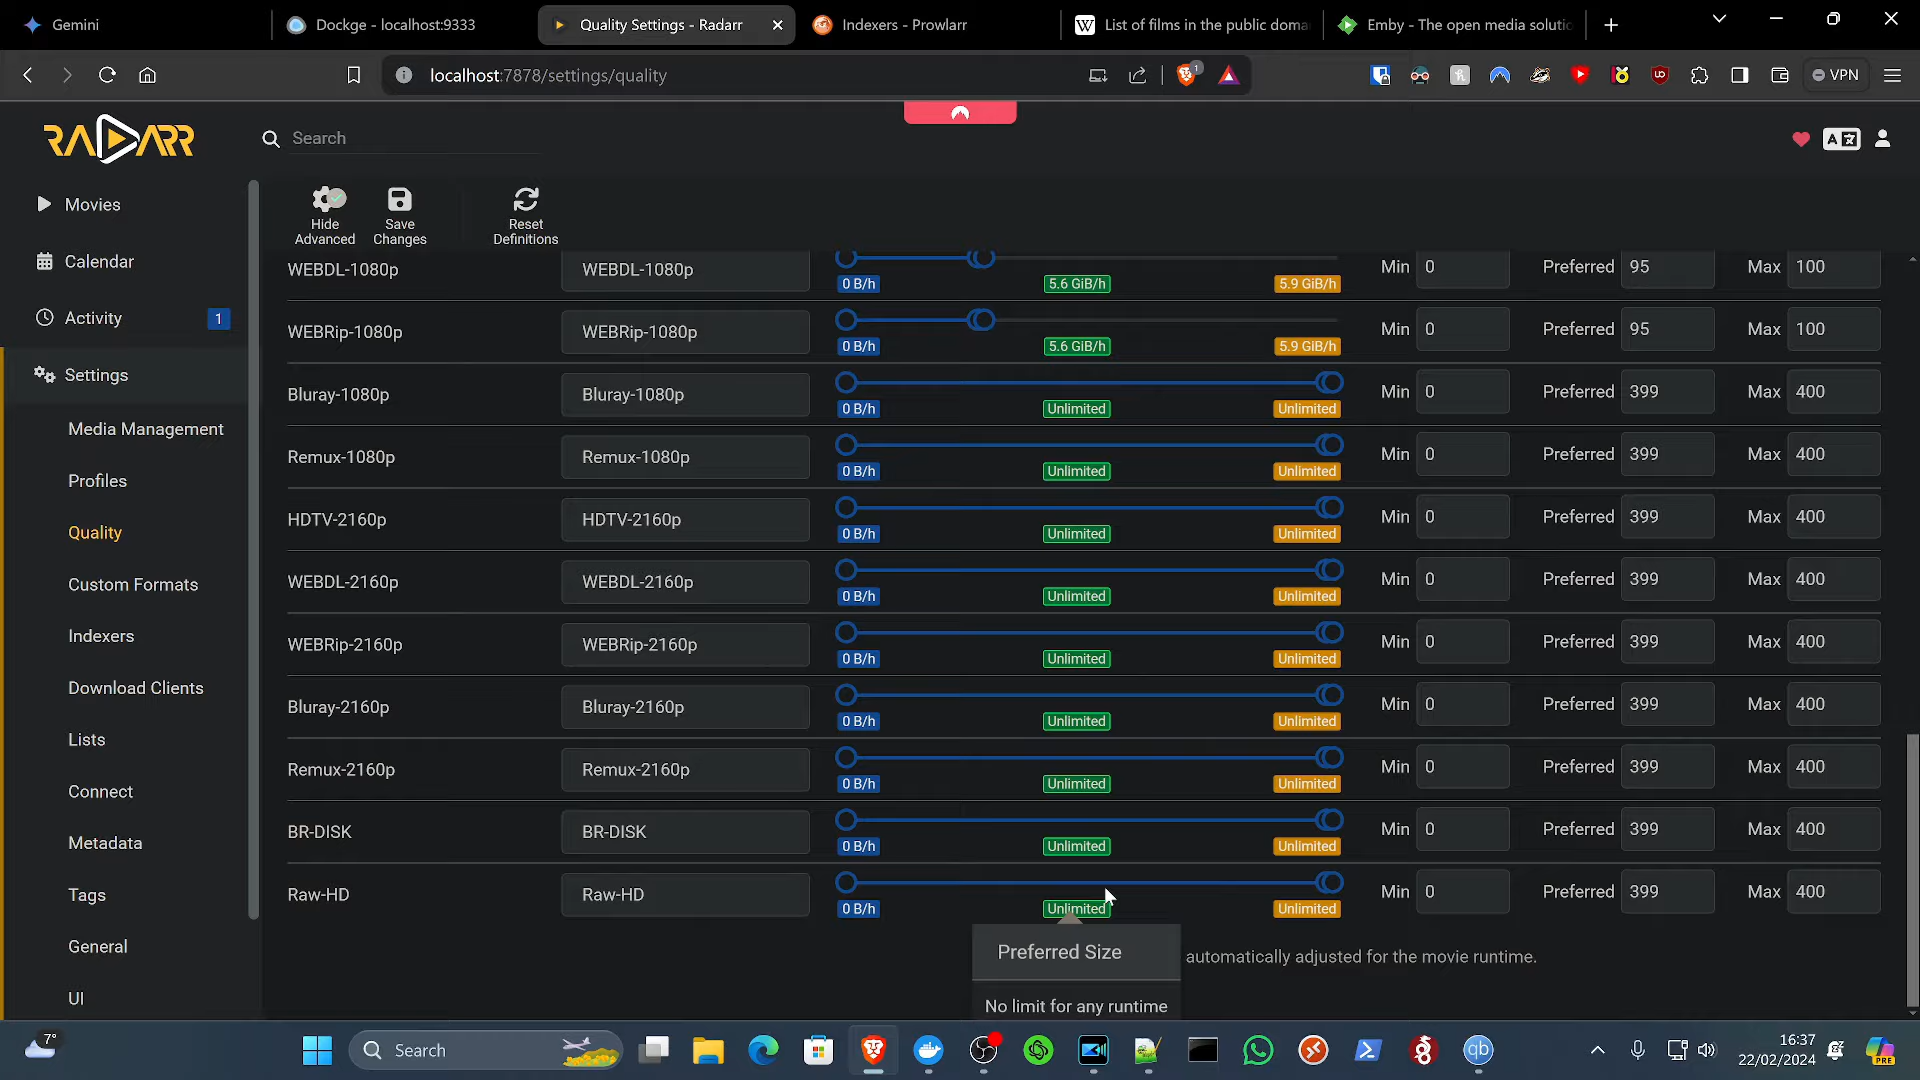 Gemini
Dockge - localhost:9333
Quality Settings - Radarr
Indexers - Prowlarr
List of films in the public doma
Emby - The open media solutio
localhost:7878/settings/quality
1
VPN
RADARR
Search
Movies
Calendar
Activity 1
Settings
Media Management
Profiles
Quality
Custom Formats
Indexers
Download Clients
Lists
Connect
Metadata
Tags
General
UI
Hide Advanced
Save Changes
Reset Definitions
WEBDL-1080p WEBDL-1080p 0 B/h 5.6 GiB/h 5.9 GiB/h Min 0 Preferred 95 Max 100
WEBRip-1080p WEBRip-1080p 0 B/h 5.6 GiB/h 5.9 GiB/h Min 0 Preferred 95 Max 100
Bluray-1080p Bluray-1080p 0 B/h Unlimited Unlimited Min 0 Preferred 399 Max 400
Remux-1080p Remux-1080p 0 B/h Unlimited Unlimited Min 0 Preferred 399 Max 400
HDTV-2160p HDTV-2160p 0 B/h Unlimited Unlimited Min 0 Preferred 399 Max 400
WEBDL-2160p WEBDL-2160p 0 B/h Unlimited Unlimited Min 0 Preferred 399 Max 400
WEBRip-2160p WEBRip-2160p 0 B/h Unlimited Unlimited Min 0 Preferred 399 Max 400
Bluray-2160p Bluray-2160p 0 B/h Unlimited Unlimited Min 0 Preferred 399 Max 400
Remux-2160p Remux-2160p 0 B/h Unlimited Unlimited Min 0 Preferred 399 Max 400
BR-DISK BR-DISK 0 B/h Unlimited Unlimited Min 0 Preferred 399 Max 400
Raw-HD Raw-HD 0 B/h Unlimited Unlimited Min 0 Preferred 399 Max 400
Preferred Size
automatically adjusted for the movie runtime.
No limit for any runtime
7°
Search
qb
16:37
22/02/2024
PRE